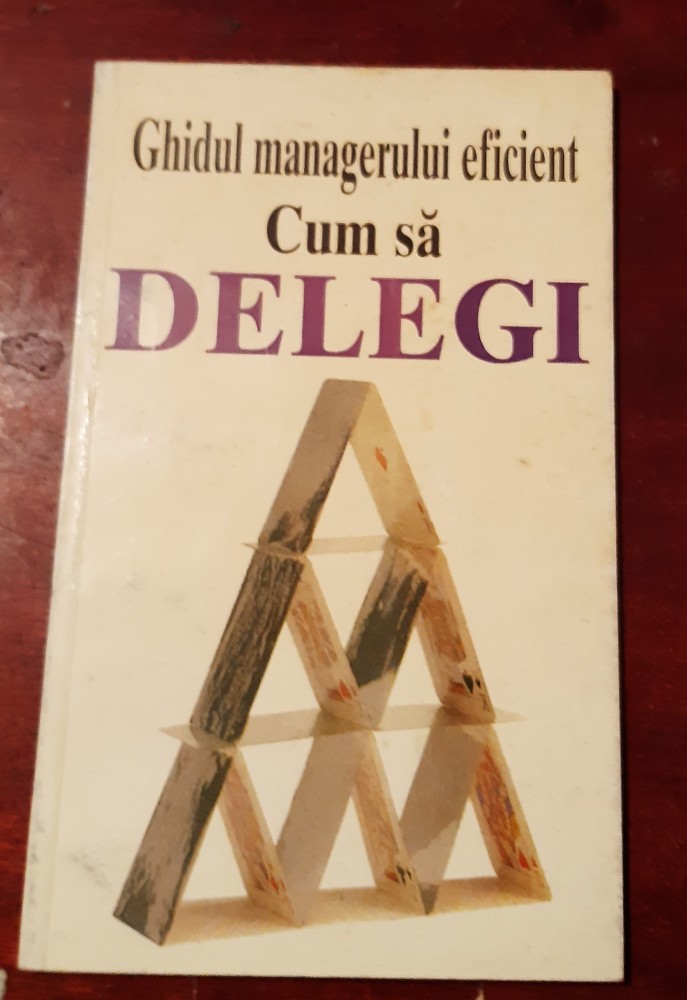 Ghidul managerului eficient
Cum să
DELEGI